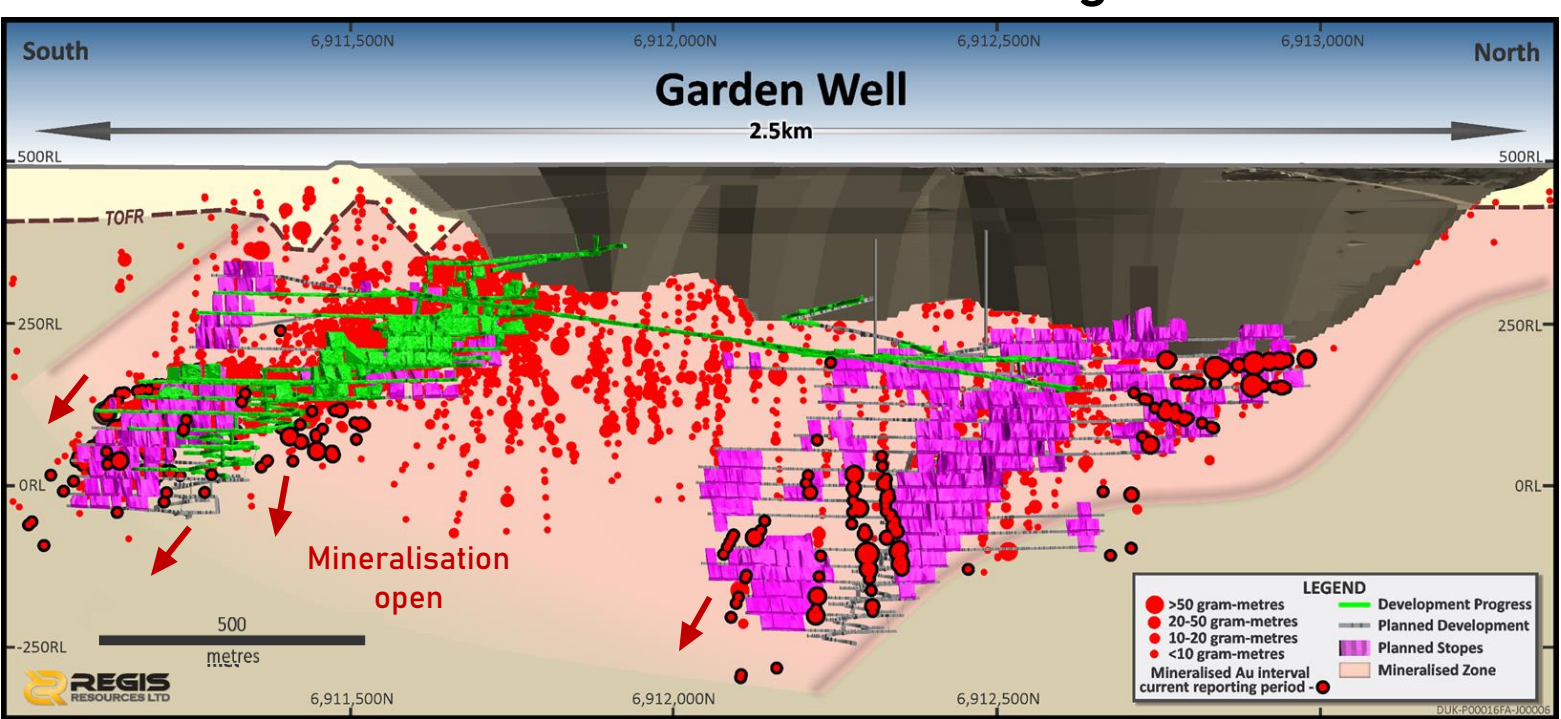 6,911,500N 6,912,000N 6,912,500N 6,913,000N
South North
Garden Well
2.5km
500RL 500RL
TOFR
250RL 250RL
0RL 0RL
Mineralisation
open
-250RL
500
metres
REGIS
RESOURCES LTD
6,911,500N 6,912,000N 6,912,500N
LEGEND
>50 gram-metres
20-50 gram-metres
10-20 gram-metres
<10 gram-metres
Mineralised Au interval
current reporting period -
Development Progress
Planned Development
Planned Stopes
Mineralised Zone
DUK-P00016FA-J00006